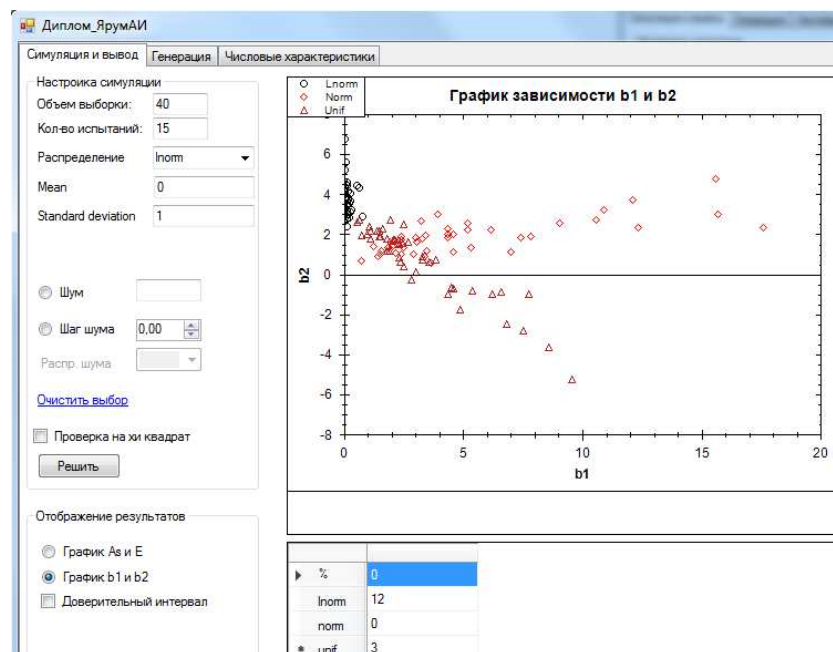 Диплом_ЯрумАИ
Симуляция и вывод Генерация Числовые характеристики
Настройка симуляции
Объем выборки: 40
Кол-во испытаний: 15
Распределение lnorm
Mean 0
Standard deviation 1
Шум
Шаг шума 0,00
Распр. шума
Очистить выбор
Проверка на хи квадрат
Решить
Отображение результатов
График As и E
График b1 и b2
Доверительный интервал
Lnorm
Norm
Unif
График зависимости b1 и b2
6
4
2
0
-2
-4
-6
-8
b2
0 5 10 15 20
b1
% 0
lnorm 12
norm 0
unif 3